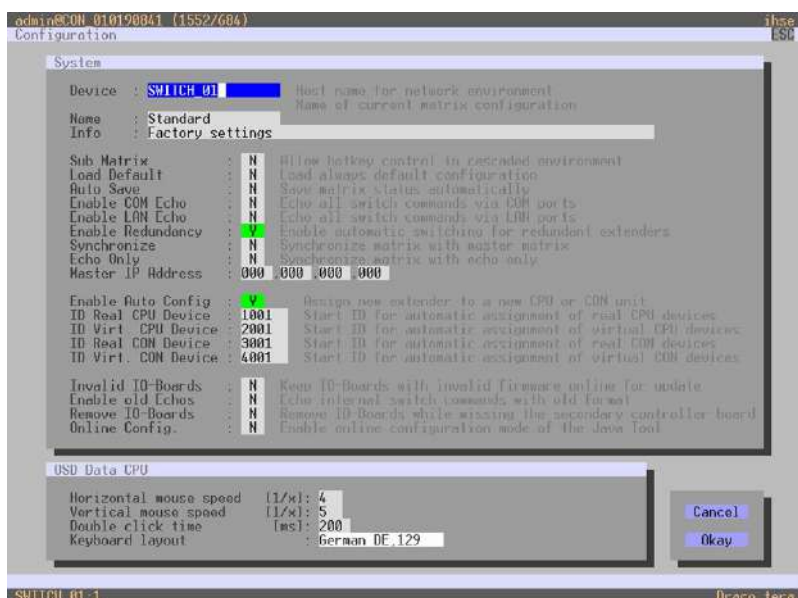 admin@CON_010190841 (1552/684) ihse
Configuration ESC
System
Device : SWITCH_01 Host name for network environment
Name of current matrix configuration
Name : Standard
Info : Factory settings
Sub Matrix : N Allow hotkey control in cascaded environment
Load Default : N Load always default configuration
Auto Save : N Save matrix status automatically
Enable COM Echo : N Echo all switch commands via COM ports
Enable LAN Echo : N Echo all switch commands via LAN ports
Enable Redundancy : Y Enable automatic switching for redundant extenders
Synchronize : N Synchronize matrix with master matrix
Echo Only : N Synchronize matrix with echo only
Master IP Address : 000 .000 .000 .000
Enable Auto Config : Y Assign new extender to a new CPU or CON unit
ID Real CPU Device : 1001 Start ID for automatic assignment of real CPU devices
ID Virt. CPU Device : 2001 Start ID for automatic assignment of virtual CPU devices
ID Real CON Device : 3001 Start ID for automatic assignment of real CON devices
ID Virt. CON Device : 4001 Start ID for automatic assignment of virtual CON devices
Invalid IO-Boards : N Keep IO-Boards with invalid firmware online for update
Enable old Echos : N Echo internal switch commands with old format
Remove IO-Boards : N Remove IO-Boards while missing the secondary controller board
Online Config. : N Enable online configuration mode of the Java Tool
OSD Data CPU
Horizontal mouse speed [1/x]: 4
Vertical mouse speed [1/x]: 5
Double click time [ms]: 200
Keyboard layout : German DE,129
Cancel
Okay
SWITCH_01:1 Draco tera